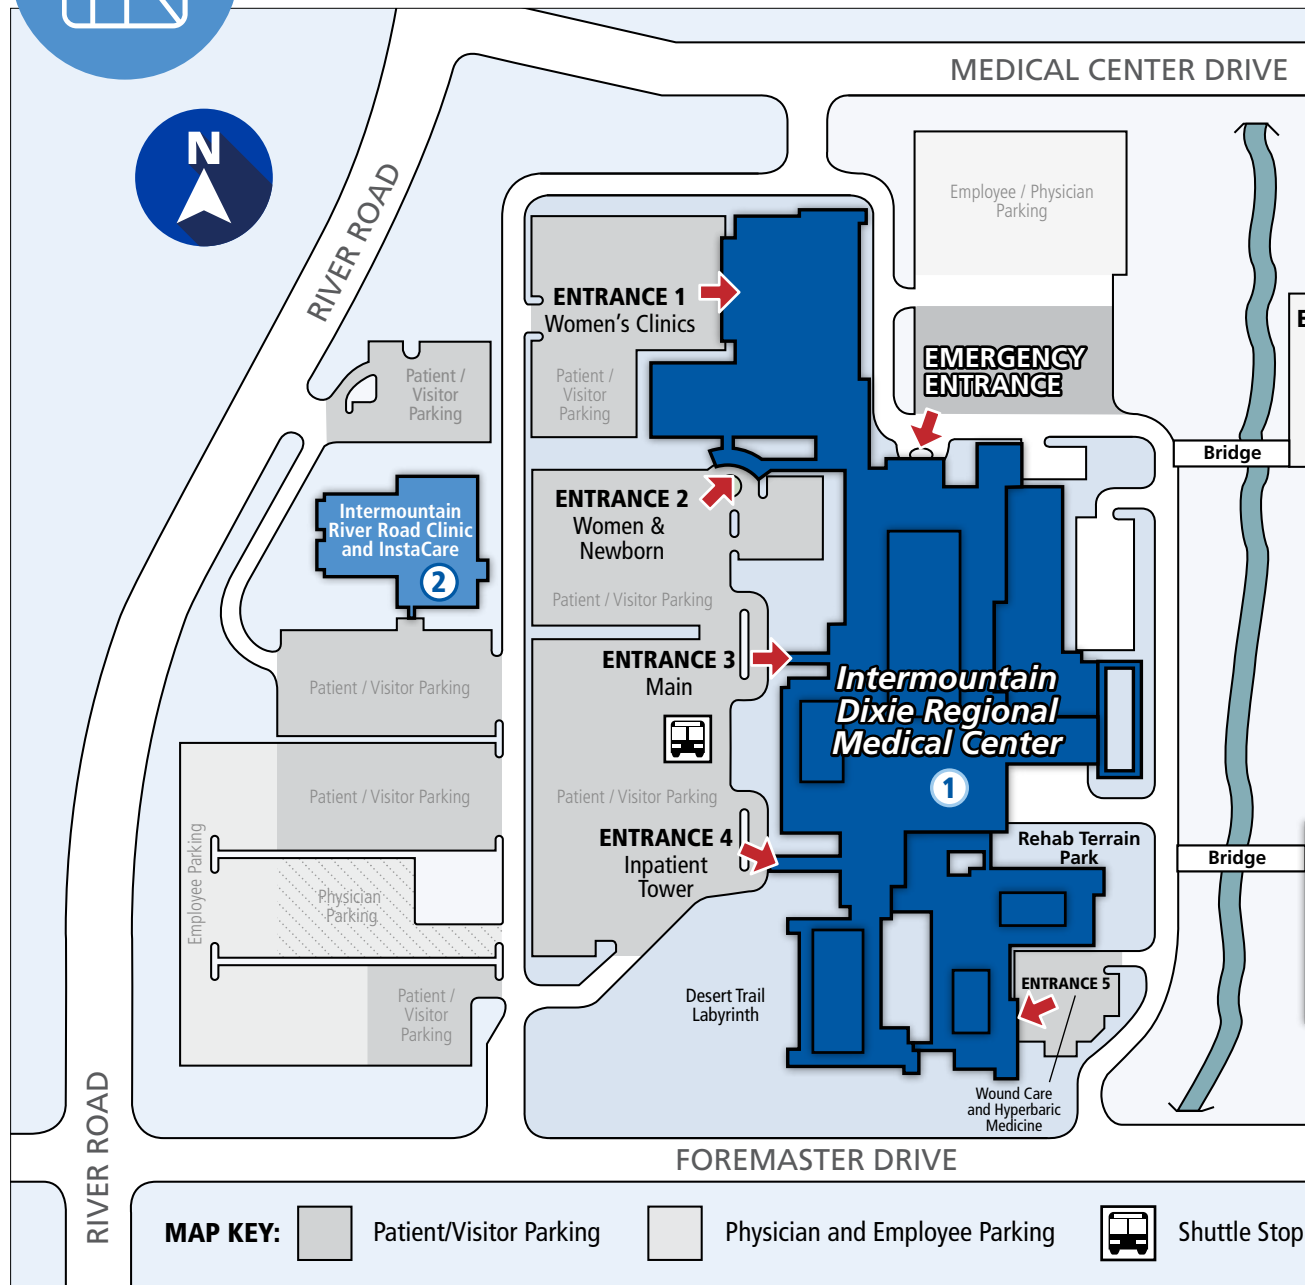 MEDICAL CENTER DRIVE
N
RIVER ROAD
Employee / Physician
Parking
ENTRANCE 1
Women's Clinics
EMERGENCY
ENTRANCE
Patient /
Visitor
Parking
Patient /
Visitor
Parking
Bridge
Intermountain
River Road Clinic
and InstaCare
2
ENTRANCE 2
Women &
Newborn
Patient / Visitor Parking
ENTRANCE 3
Main
Patient / Visitor Parking
Intermountain
Dixie Regional
Medical Center
1
Patient / Visitor Parking
Patient / Visitor Parking
ENTRANCE 4
Inpatient
Tower
Rehab Terrain
Park
Bridge
Employee Parking
Physician
Parking
Patient /
Visitor
Parking
Desert Trail
Labyrinth
ENTRANCE 5
Wound Care
and Hyperbaric
Medicine
RIVER ROAD
FOREMASTER DRIVE
MAP KEY:
Patient/Visitor Parking
Physician and Employee Parking
Shuttle Stop